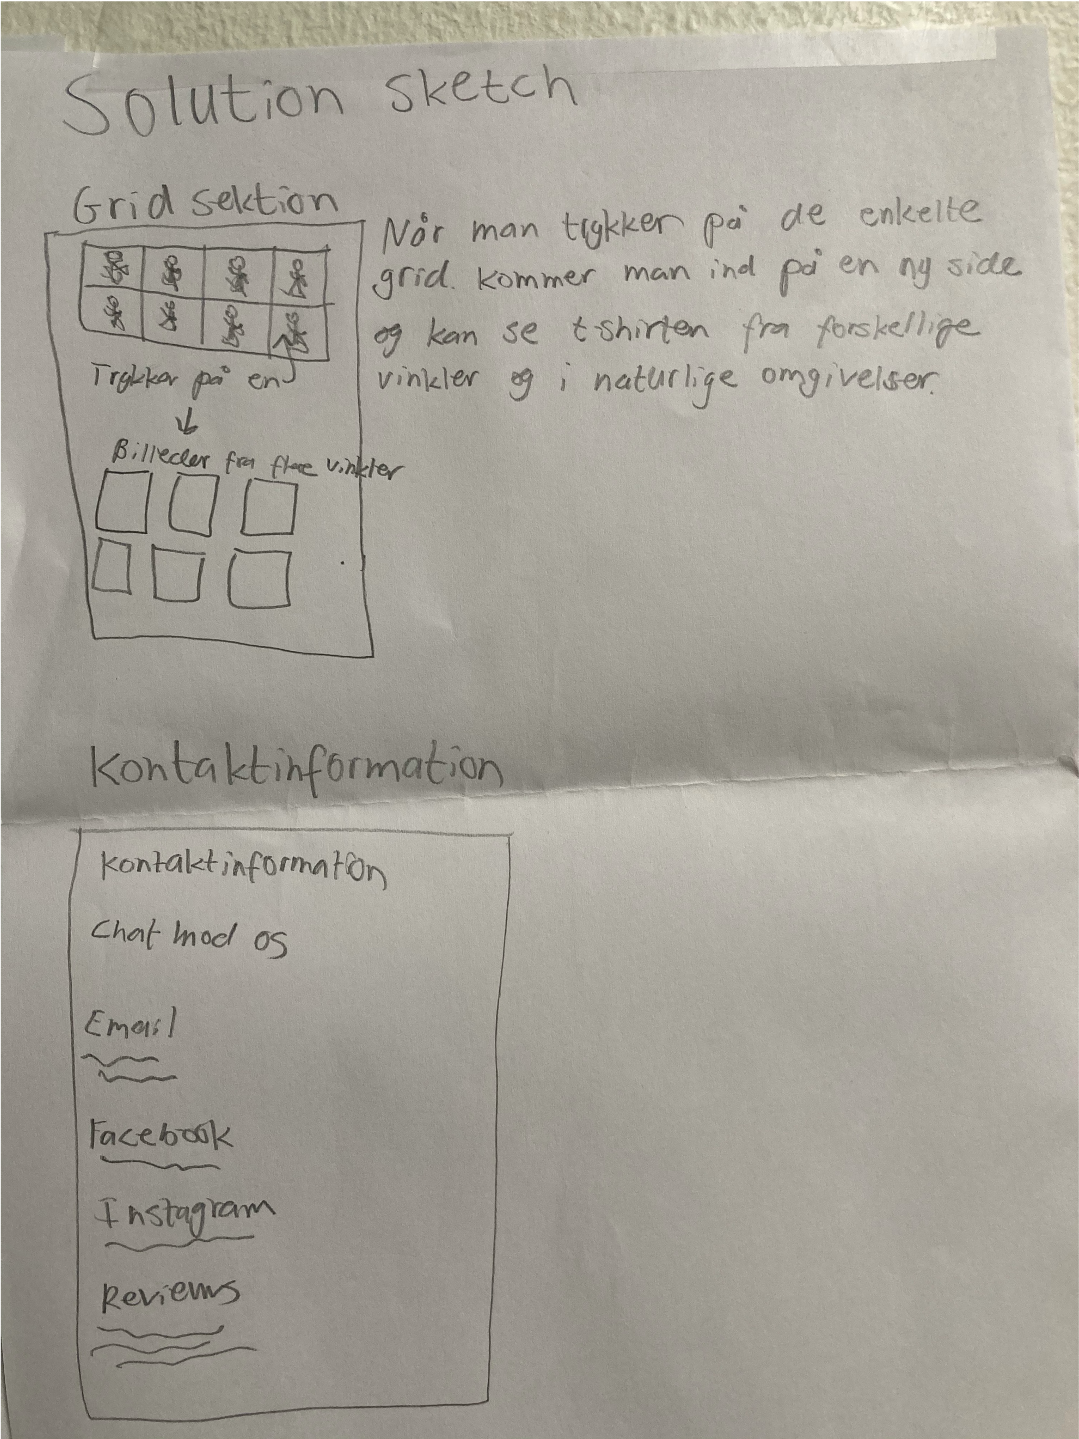 Solution sketch
Grid sektion
Når man trykker på de enkelte
grid. kommer man ind på en ny side
og kan se t-shirten fra forskellige
vinkler og i naturlige omgivelser.
Trykker på en
Billeder fra flere vinkler
Kontaktinformation
Kontaktinformation
Chat mod os
Email
Facebook
Instagram
Reviews